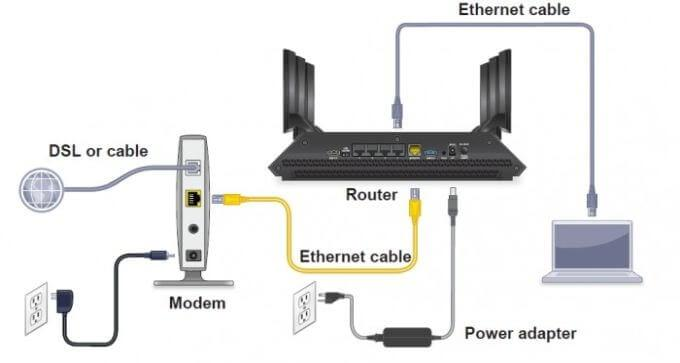 Ethernet cable
DSL or cable
Router
Ethernet cable
Modem
Power adapter